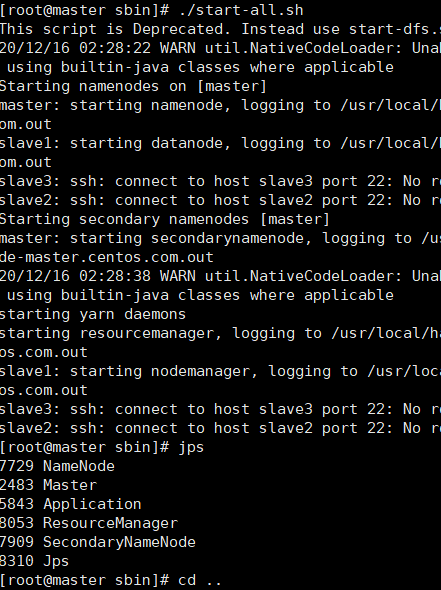 [root@master sbin]# ./start-all.sh
This script is Deprecated. Instead use start-dfs.s
20/12/16 02:28:22 WARN util.NativeCodeLoader: Una
 using builtin-java classes where applicable
Starting namenodes on [master]
master: starting namenode, logging to /usr/local/h
om.out
slave1: starting datanode, logging to /usr/local/h
om.out
slave3: ssh: connect to host slave3 port 22: No r
slave2: ssh: connect to host slave2 port 22: No r
Starting secondary namenodes [master]
master: starting secondarynamenode, logging to /us
de-master.centos.com.out
20/12/16 02:28:38 WARN util.NativeCodeLoader: Una
 using builtin-java classes where applicable
starting yarn daemons
starting resourcemanager, logging to /usr/local/ha
os.com.out
slave1: starting nodemanager, logging to /usr/loca
os.com.out
slave3: ssh: connect to host slave3 port 22: No r
slave2: ssh: connect to host slave2 port 22: No r
[root@master sbin]# jps
7729 NameNode
2483 Master
5843 Application
8053 ResourceManager
7909 SecondaryNameNode
8310 Jps
[root@master sbin]# cd ..